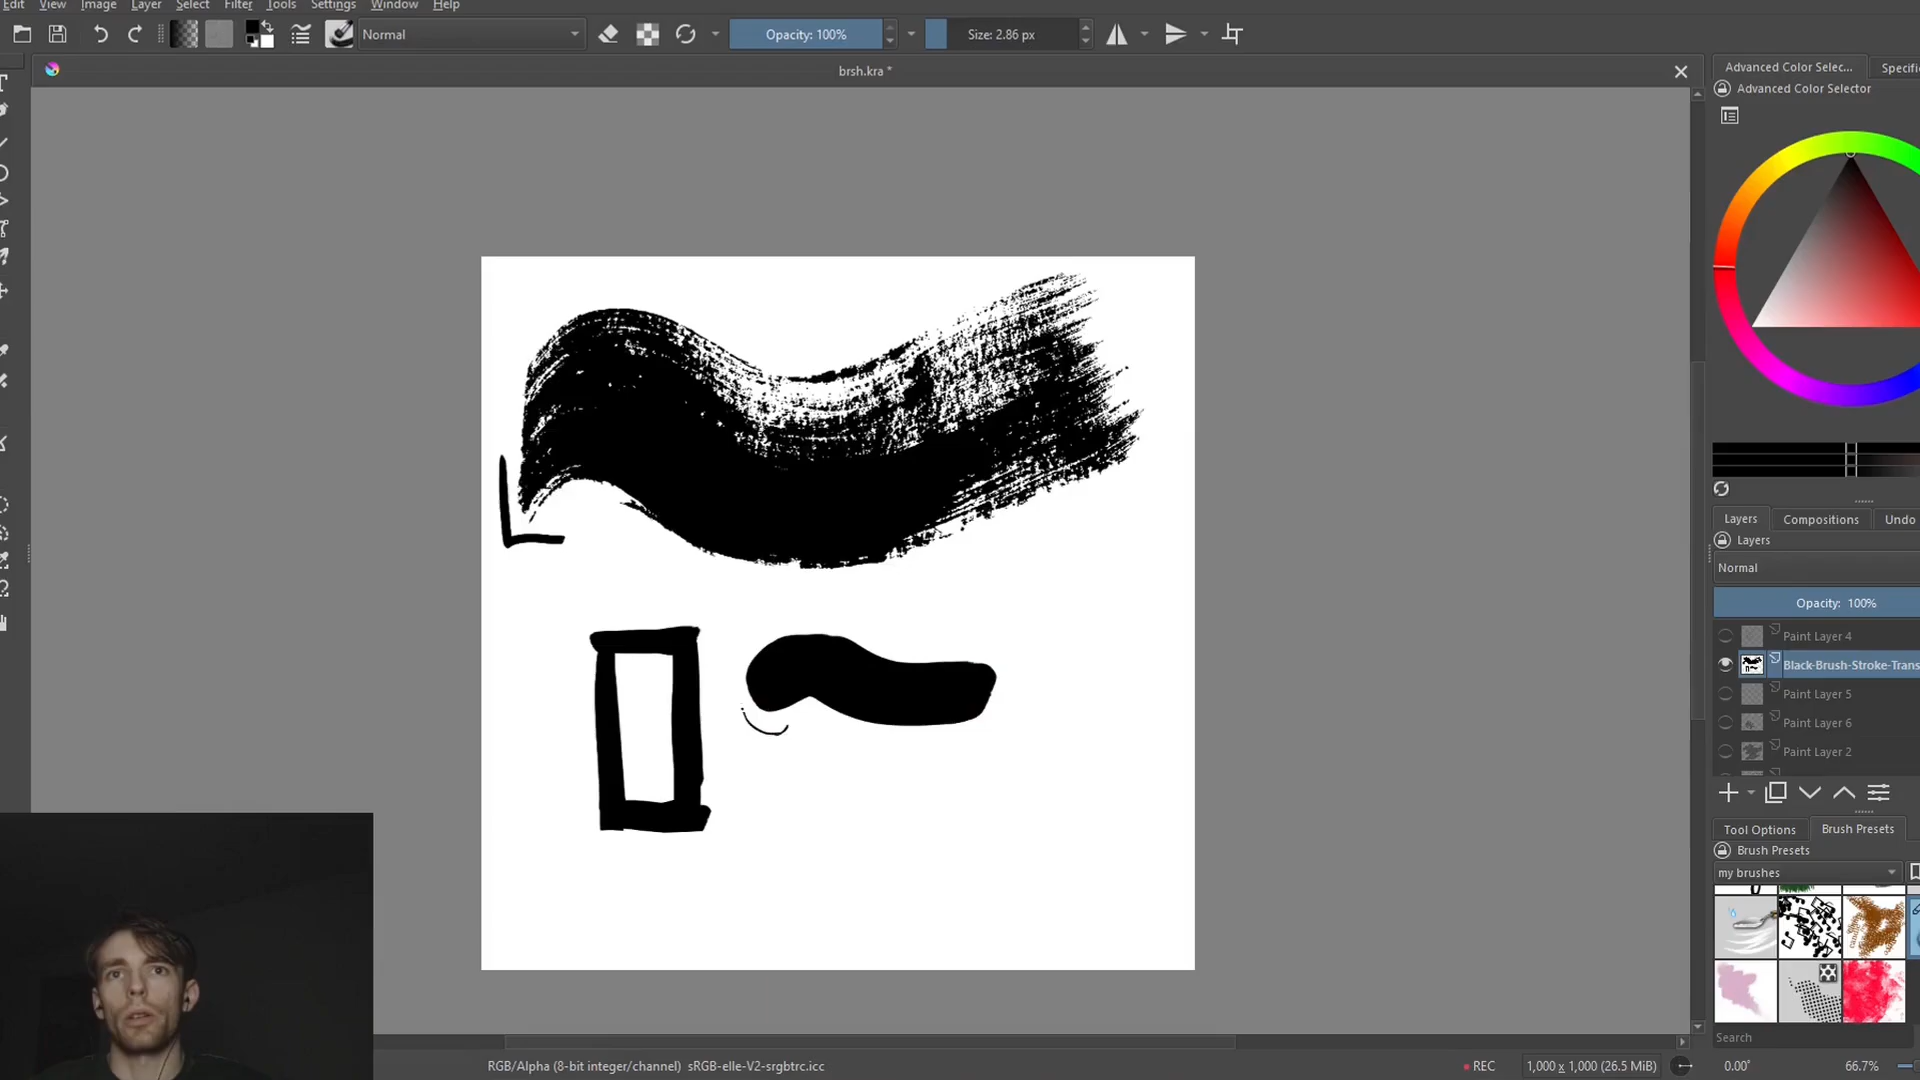 Edit View Image Layer Select Filter Tools Settings Window Help
Normal
Opacity: 100%
Size: 2.86 px
brsh.kra *
Advanced Color Selec...
Specifi
Advanced Color Selector
Layers
Compositions
Undo
Layers
Normal
Opacity: 100%
Paint Layer 4
Black-Brush-Stroke-Trans
Paint Layer 5
Paint Layer 6
Paint Layer 2
Tool Options
Brush Presets
Brush Presets
my brushes
Search
RGB/Alpha (8-bit integer/channel) sRGB-elle-V2-srgbtrc.icc
REC
1,000 x 1,000 (26.5 MiB)
0.00°
66.7%